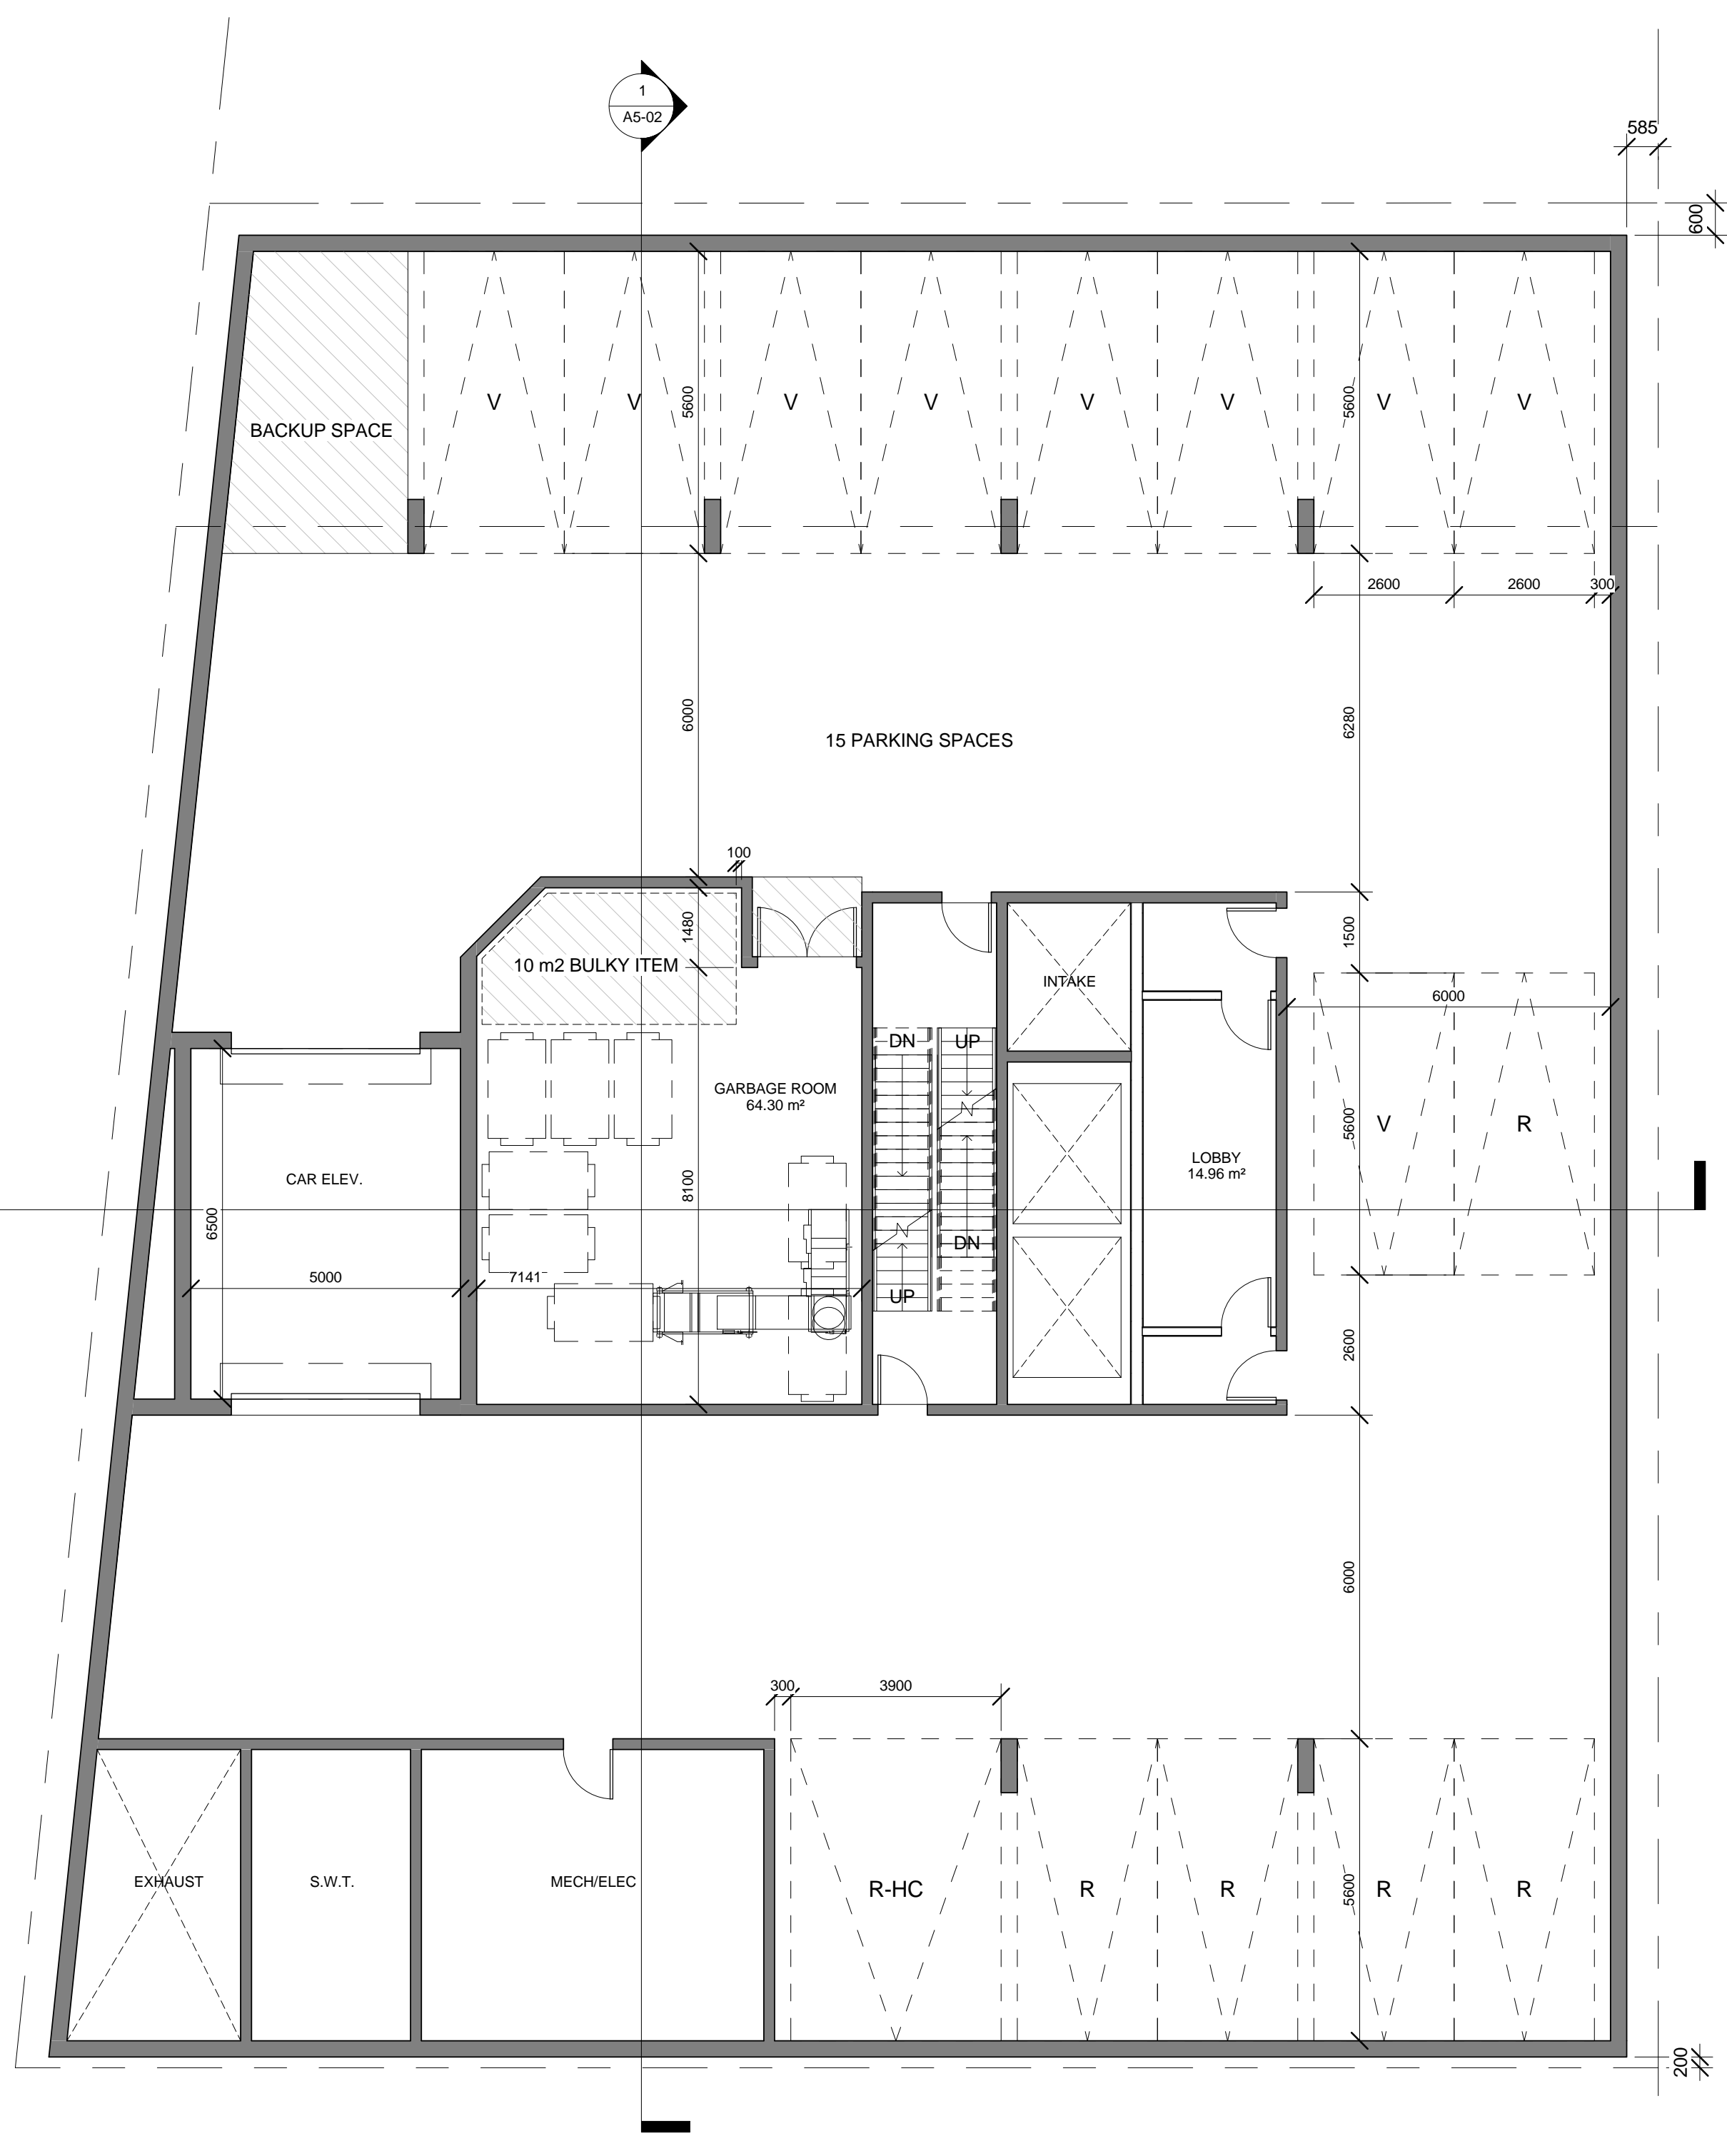 1
A5-02
585
600
BACKUP SPACE
V
V
5600
V
V
V
V
5600
V
V
2600
2600
300
6000
15 PARKING SPACES
6280
100
1480
10 m2 BULKY ITEM
INTAKE
1500
6000
DN
UP
GARBAGE ROOM
64.30 m²
5600
V
R
CAR ELEV.
8100
LOBBY
14.96 m²
6500
DN
5000
7141
UP
2600
6000
300
3900
EXHAUST
S.W.T.
MECH/ELEC
R-HC
R
R
5600
R
R
200